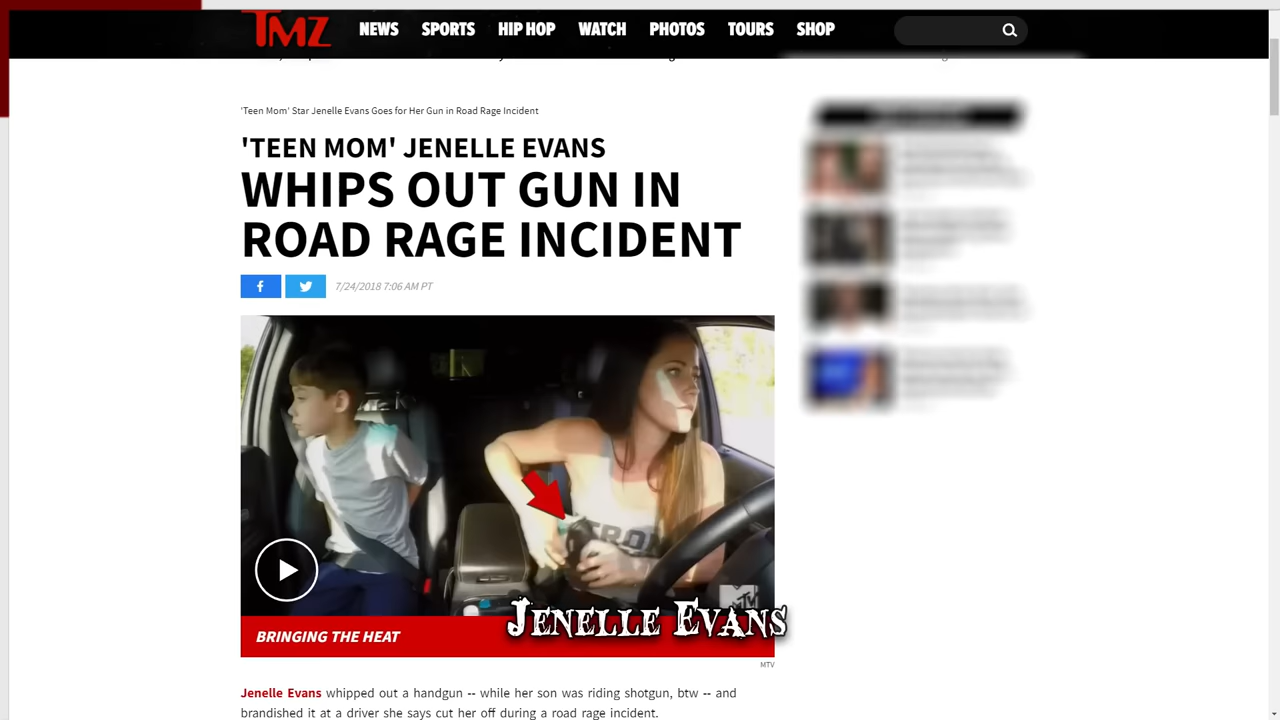 TMZ
NEWS SPORTS HIP HOP WATCH PHOTOS TOURS SHOP
'Teen Mom' Star Jenelle Evans Goes for Her Gun in Road Rage Incident
'TEEN MOM' JENELLE EVANS
WHIPS OUT GUN IN
ROAD RAGE INCIDENT
7/24/2018 7:06 AM PT
MTV
Jenelle Evans
BRINGING THE HEAT
MTV
Jenelle Evans whipped out a handgun -- while her son was riding shotgun, btw -- and
brandished it at a driver she says cut her off during a road rage incident.